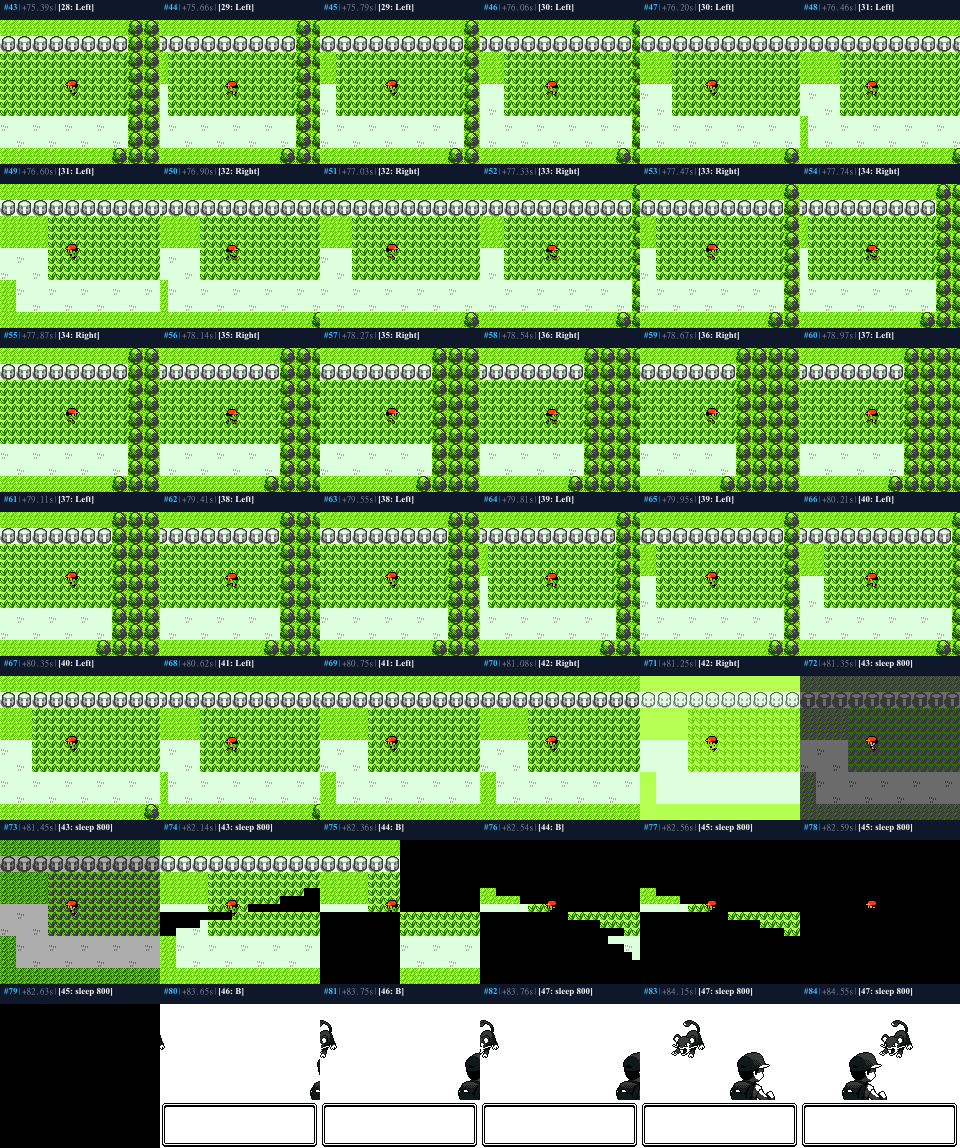 #43|+75.39s| [28: Left] #44|+75.66s| [29: Left] #45|+75.79s| [29: Left] #46|+76.06s| [30: Left] #47|+76.20s| [30: Left] #48|+76.46s| [31: Left]
#49|+76.60s| [31: Left] #50|+76.90s| [32: Right] #51|+77.03s| [32: Right] #52|+77.33s| [33: Right] #53|+77.47s| [33: Right] #54|+77.74s| [34: Right]
#55|+77.87s| [34: Right] #56|+78.14s| [35: Right] #57|+78.27s| [35: Right] #58|+78.54s| [36: Right] #59|+78.67s| [36: Right] #60|+78.97s| [37: Left]
#61|+79.11s| [37: Left] #62|+79.41s| [38: Left] #63|+79.55s| [38: Left] #64|+79.81s| [39: Left] #65|+79.95s| [39: Left] #66|+80.21s| [40: Left]
#67|+80.35s| [40: Left] #68|+80.62s| [41: Left] #69|+80.75s| [41: Left] #70|+81.08s| [42: Right] #71|+81.25s| [42: Right] #72|+81.35s| [43: sleep 800]
#73|+81.45s| [43: sleep 800] #74|+82.14s| [43: sleep 800] #75|+82.36s| [44: B] #76|+82.54s| [44: B] #77|+82.56s| [45: sleep 800] #78|+82.59s| [45: sleep 800]
#79|+82.63s| [45: sleep 800] #80|+83.65s| [46: B] #81|+83.75s| [46: B] #82|+83.76s| [47: sleep 800] #83|+84.15s| [47: sleep 800] #84|+84.55s| [47: sleep 800]